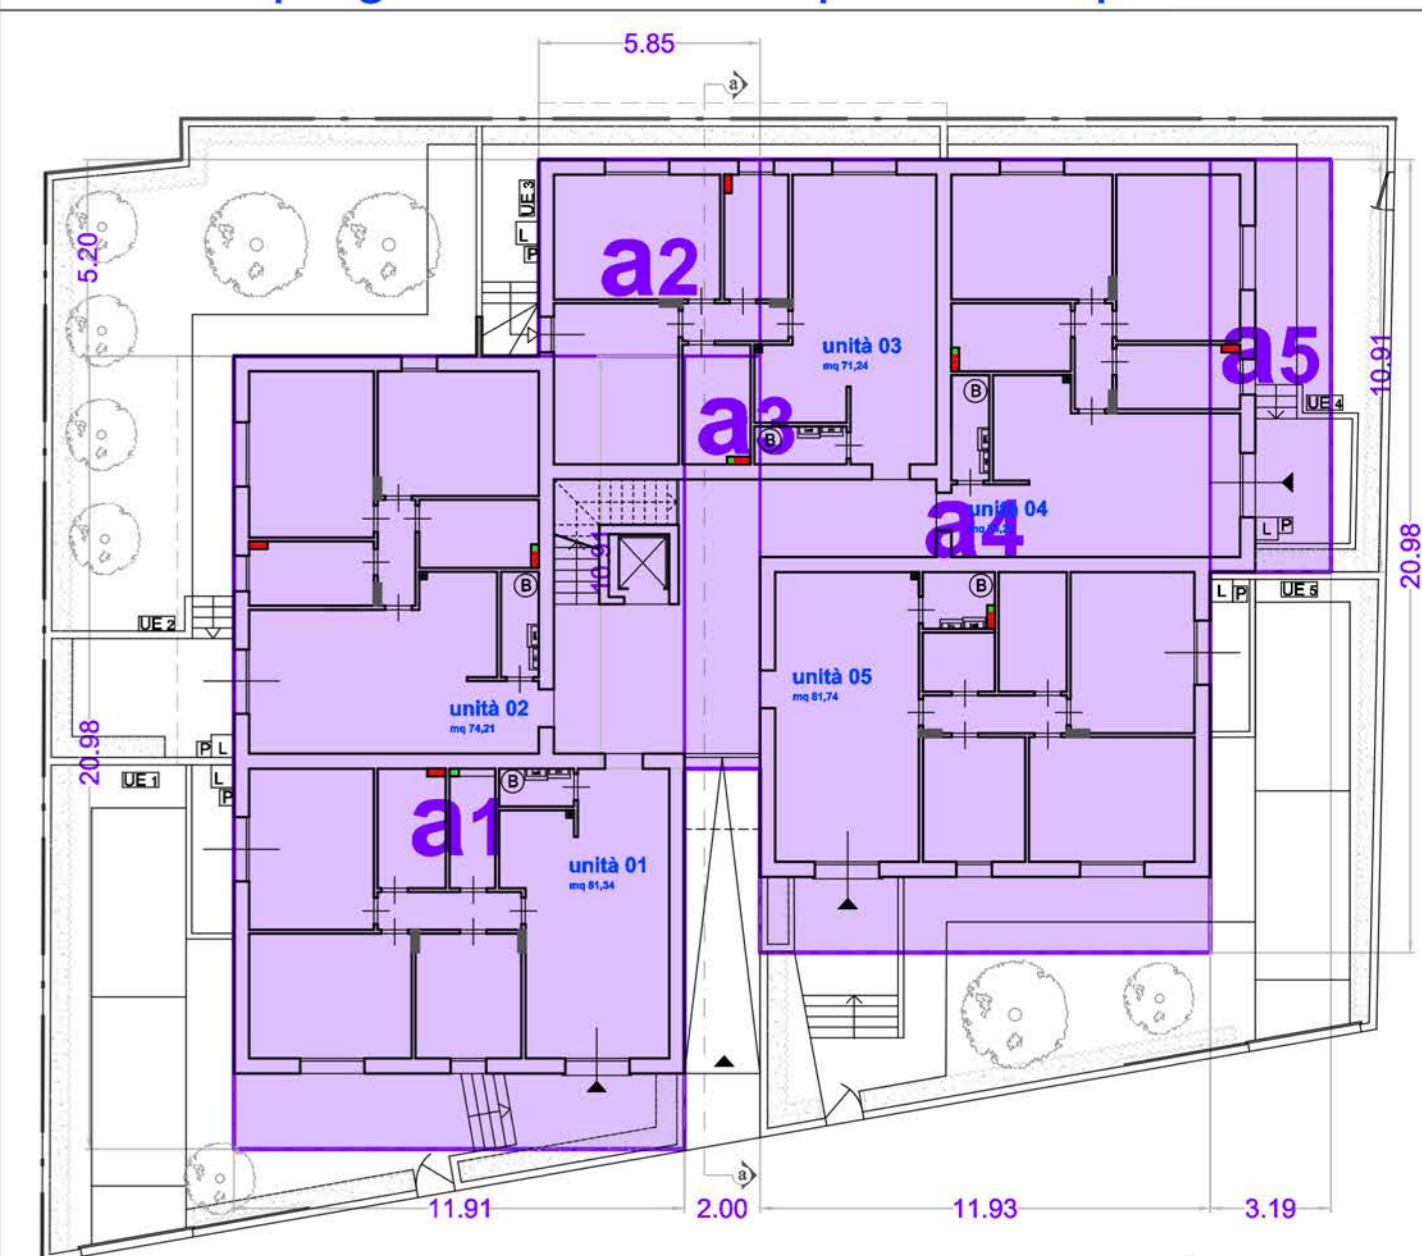 5.85
a
UE 3
L
P
5.20
a2
unità 03
mq 71,24
a5
10.91
UE 4
B
a3
B
unità 04
a4
L P
10.91
20.98
B
B
L P
UE 5
UE 2
unità 05
mq 81,74
unità 02
mq 74,21
P L
20.98
UE 1
L
P
B
a1
unità 01
mq 81,34
a
11.91
2.00
11.93
3.19